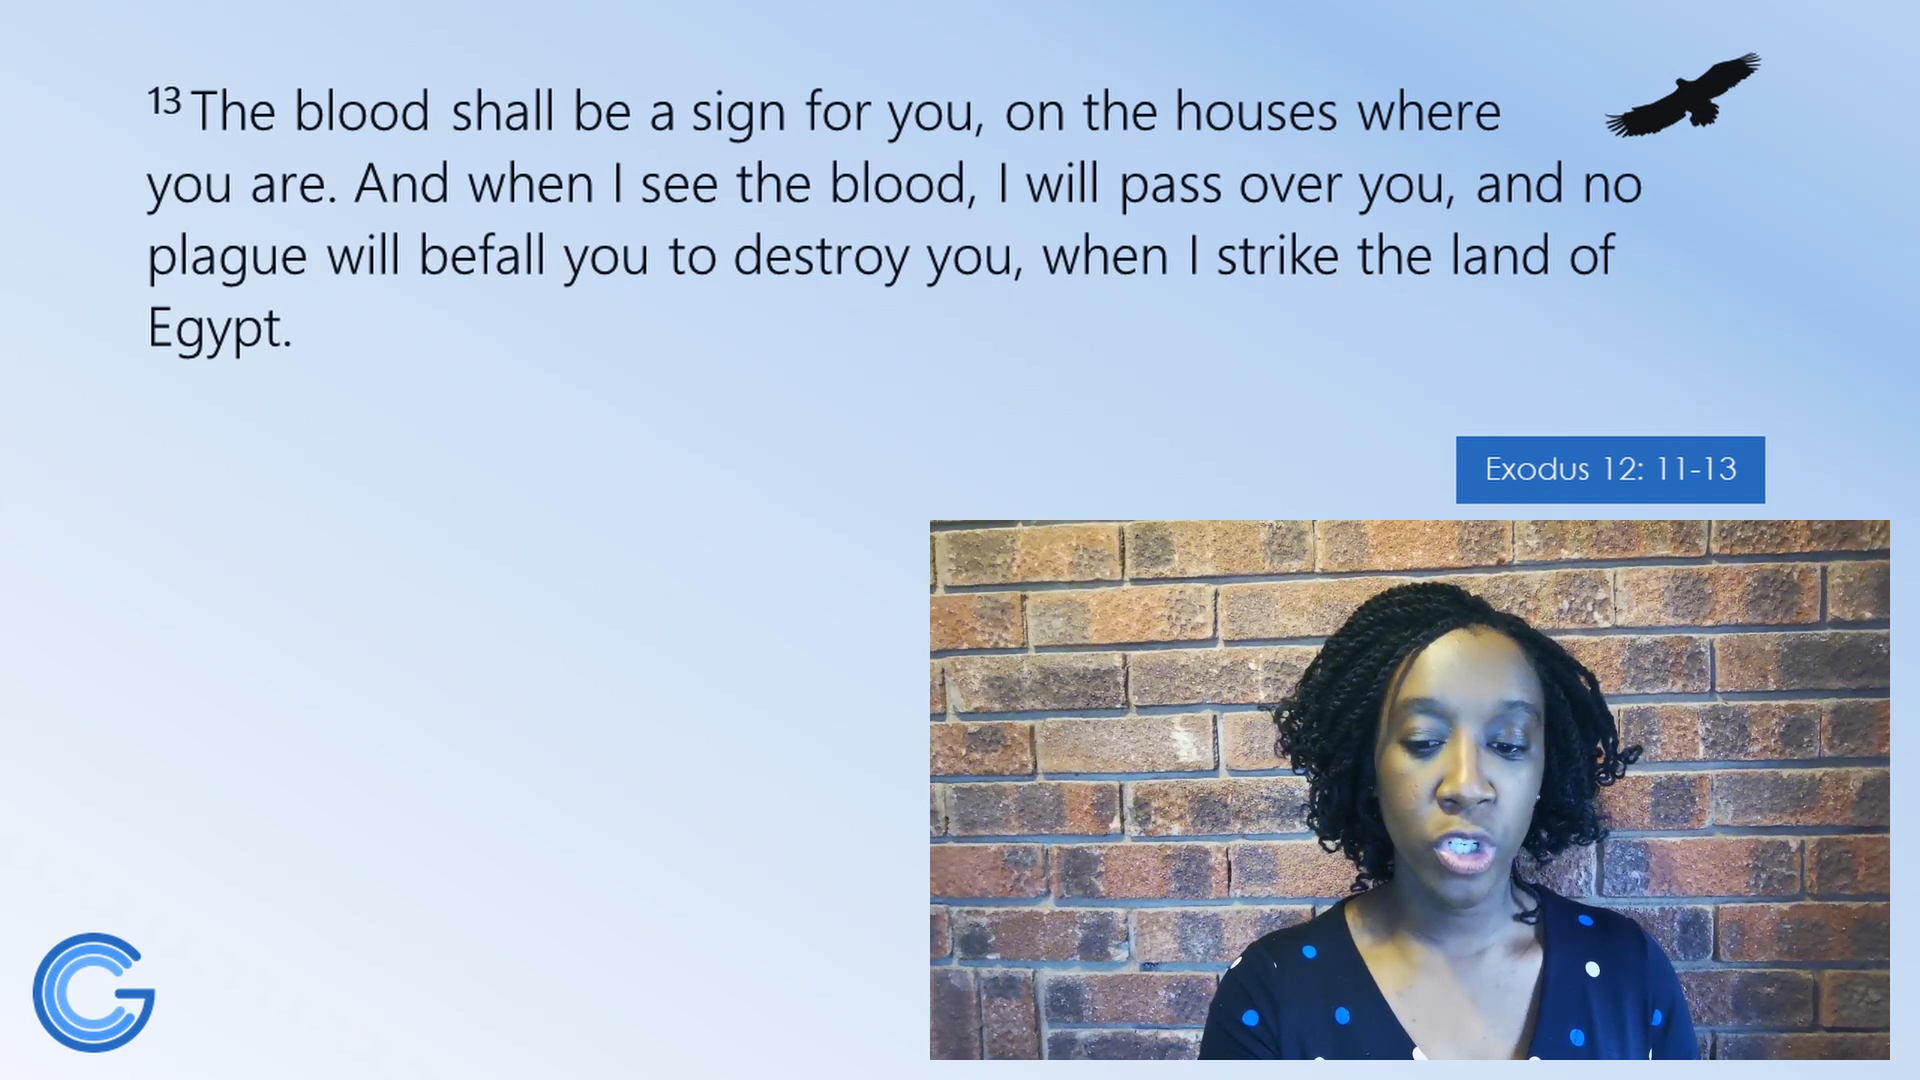 ¹³ The blood shall be a sign for you, on the houses where
you are. And when I see the blood, I will pass over you, and no
plague will befall you to destroy you, when I strike the land of
Egypt.
Exodus 12: 11-13